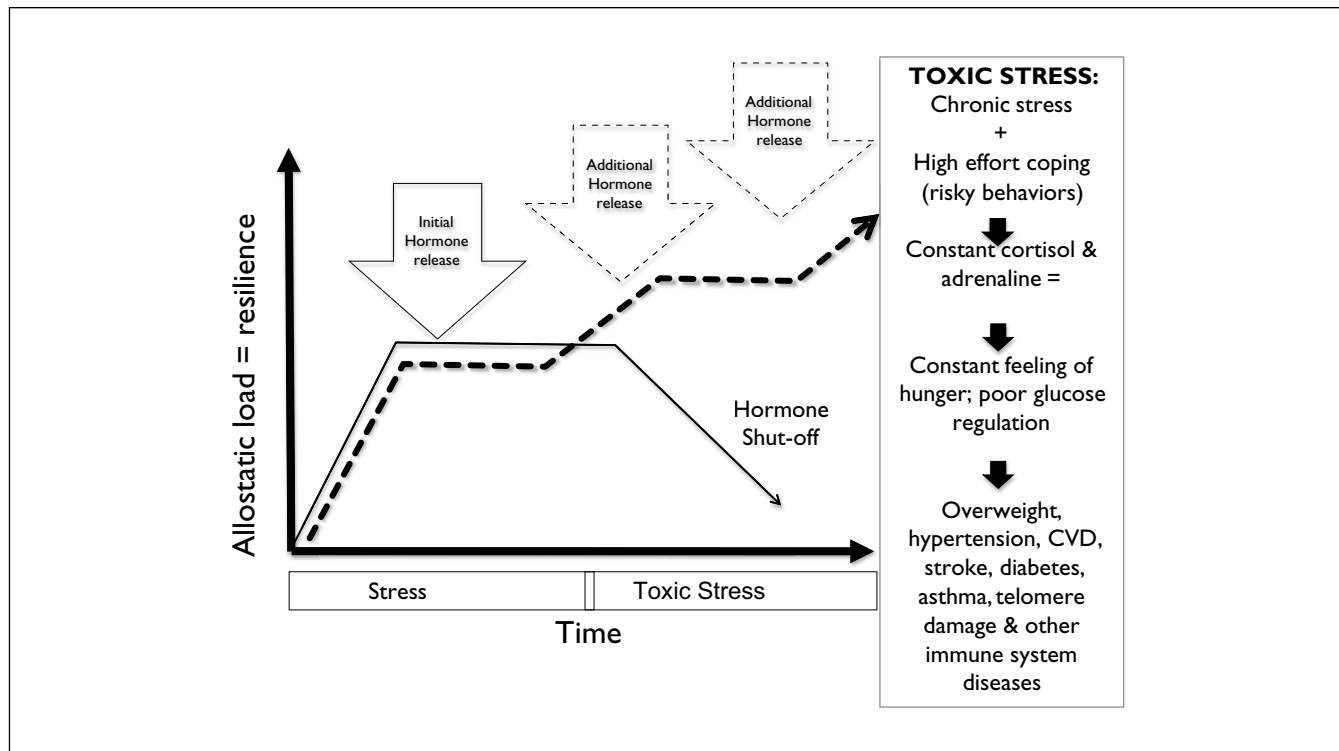 Additional
Hormone
release
Additional
Hormone
release
Initial
Hormone
release
Allostatic load = resilience
Hormone
Shut-off
Stress
Toxic Stress
Time
TOXIC STRESS:
Chronic stress
+
High effort coping
(risky behaviors)
Constant cortisol &
adrenaline =
Constant feeling of
hunger; poor glucose
regulation
Overweight,
hypertension, CVD,
stroke, diabetes,
asthma, telomere
damage & other
immune system
diseases